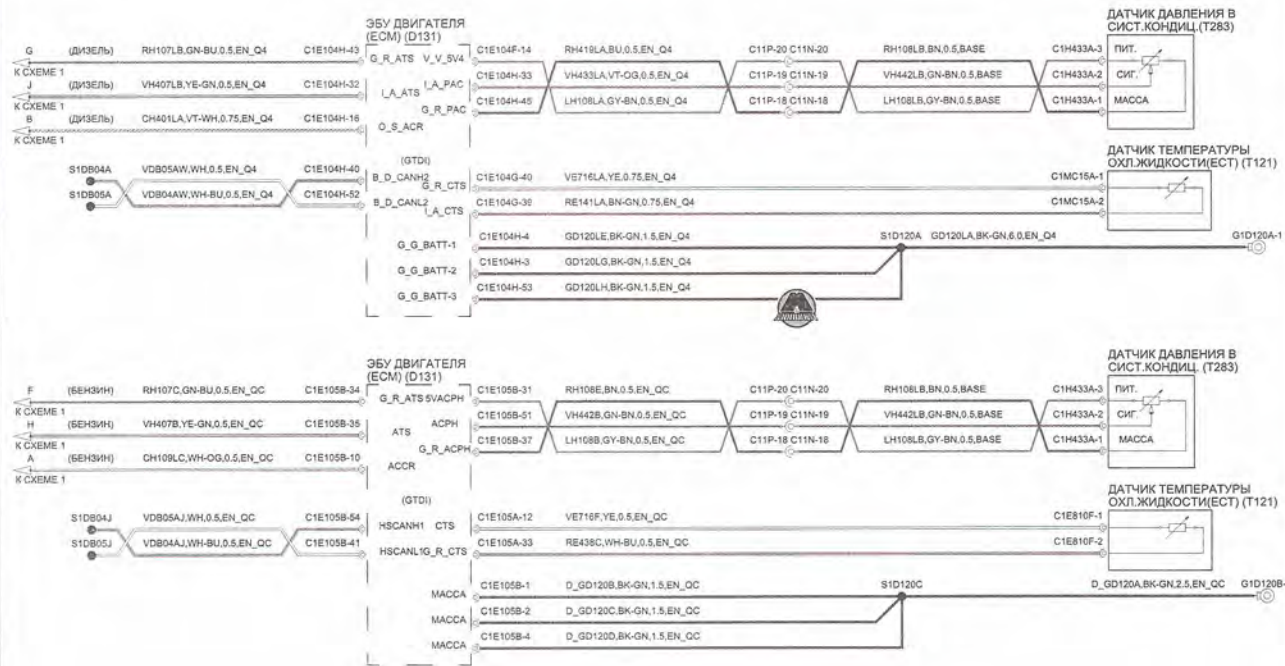 ЭБУ ДВИГАТЕЛЯ
(ECM) (D131)
ДАТЧИК ДАВЛЕНИЯ В
СИСТ.КОНДИЦ.(T283)
G (ДИЗЕЛЬ) RH107LB,GN-BU,0.5,EN_Q4 C1E104H-43 G_R_ATS V_V_5V4 C1E104F-14 RH419LA,BU,0.5,EN_Q4 C11P-20 C11N-20 RH108LB,BN,0.5,BASE C1H433A-3 ПИТ.
К СХЕМЕ 1
J (ДИЗЕЛЬ) VH407LB,YE-GN,0.5,EN_Q4 C1E104H-32 I_A_ATS I_A_PAC C1E104H-33 VH433LA,VT-OG,0.5,EN_Q4 C11P-19 C11N-19 VH442LB,GN-BN,0.5,BASE C1H433A-2 СИГ.
К СХЕМЕ 1
G_R_PAC C1E104H-45 LH108LA,GY-BN,0.5,EN_Q4 C11P-18 C11N-18 LH108LB,GY-BN,0.5,BASE C1H433A-1 МАССА
B (ДИЗЕЛЬ) CH401LA,VT-WH,0.75,EN_Q4 C1E104H-16 O_S_ACR
К СХЕМЕ 1
ДАТЧИК ТЕМПЕРАТУРЫ
ОХЛ.ЖИДКОСТИ(ECT) (T121)
(GTDI)
S1DB04A VDB05AW,WH,0.5,EN_Q4 C1E104H-40 B_D_CANH2 G_R_CTS C1E104G-40 VE716LA,YE,0.75,EN_Q4 C1MC15A-1
S1DB05A VDB04AW,WH-BU,0.5,EN_Q4 C1E104H-52 B_D_CANL2 I_A_CTS C1E104G-39 RE141LA,BN-GN,0.75,EN_Q4 C1MC15A-2
G_G_BATT-1 C1E104H-4 GD120LE,BK-GN,1.5,EN_Q4 S1D120A GD120LA,BK-GN,6.0,EN_Q4 G1D120A-1
G_G_BATT-2 C1E104H-3 GD120LG,BK-GN,1.5,EN_Q4
G_G_BATT-3 C1E104H-53 GD120LH,BK-GN,1.5,EN_Q4
ЭБУ ДВИГАТЕЛЯ
(ECM) (D131)
ДАТЧИК ДАВЛЕНИЯ В
СИСТ.КОНДИЦ. (T283)
F (БЕНЗИН) RH107C,GN-BU,0.5,EN_QC C1E105B-34 G_R_ATS 5VACPH C1E105B-31 RH108E,BN,0.5,EN_QC C11P-20 C11N-20 RH108LB,BN,0.5,BASE C1H433A-3 ПИТ.
К СХЕМЕ 1
H (БЕНЗИН) VH407B,YE-GN,0.5,EN_QC C1E105B-35 ATS ACPH C1E105B-51 VH442B,GN-BN,0.5,EN_QC C11P-19 C11N-19 VH442LB,GN-BN,0.5,BASE C1H433A-2 СИГ.
К СХЕМЕ 1
G_R_ACPH C1E105B-37 LH108B,GY-BN,0.5,EN_QC C11P-18 C11N-18 LH108LB,GY-BN,0.5,BASE C1H433A-1 МАССА
A (БЕНЗИН) CH109LC,WH-OG,0.5,EN_QC C1E105B-10 ACCR
К СХЕМЕ 1
ДАТЧИК ТЕМПЕРАТУРЫ
ОХЛ.ЖИДКОСТИ(ECT) (T121)
(GTDI)
S1DB04J VDB05AJ,WH,0.5,EN_QC C1E105B-54 HSCANH1 CTS C1E105A-12 VE716F,YE,0.5,EN_QC C1E810F-1
S1DB05J VDB04AJ,WH-BU,0.5,EN_QC C1E105B-41 HSCANL1G_R_CTS C1E105A-33 RE438C,WH-BU,0.5,EN_QC C1E810F-2
МАССА C1E105B-1 D_GD120B,BK-GN,1.5,EN_QC S1D120C D_GD120A,BK-GN,2.5,EN_QC G1D120B-
МАССА C1E105B-2 D_GD120C,BK-GN,1.5,EN_QC
МАССА C1E105B-4 D_GD120D,BK-GN,1.5,EN_QC